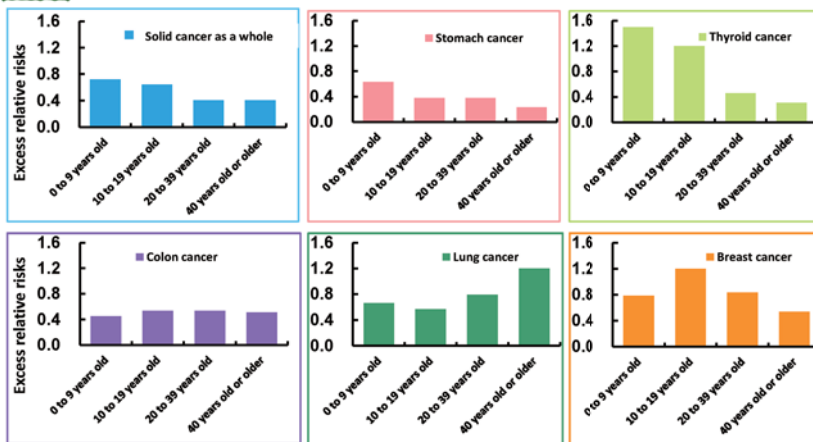 Solid cancer as a whole
Excess relative risks
1.6
1.2
0.8
0.4
0.0
0 to 9 years old
10 to 19 years old
20 to 39 years old
40 years old or older
Stomach cancer
1.6
1.2
0.8
0.4
0.0
0 to 9 years old
10 to 19 years old
20 to 39 years old
40 years old or older
Thyroid cancer
1.6
1.2
0.8
0.4
0.0
0 to 9 years old
10 to 19 years old
20 to 39 years old
40 years old or older
Colon cancer
Excess relative risks
1.6
1.2
0.8
0.4
0.0
0 to 9 years old
10 to 19 years old
20 to 39 years old
40 years old or older
Lung cancer
1.6
1.2
0.8
0.4
0.0
0 to 9 years old
10 to 19 years old
20 to 39 years old
40 years old or older
Breast cancer
1.6
1.2
0.8
0.4
0.0
0 to 9 years old
10 to 19 years old
20 to 39 years old
40 years old or older